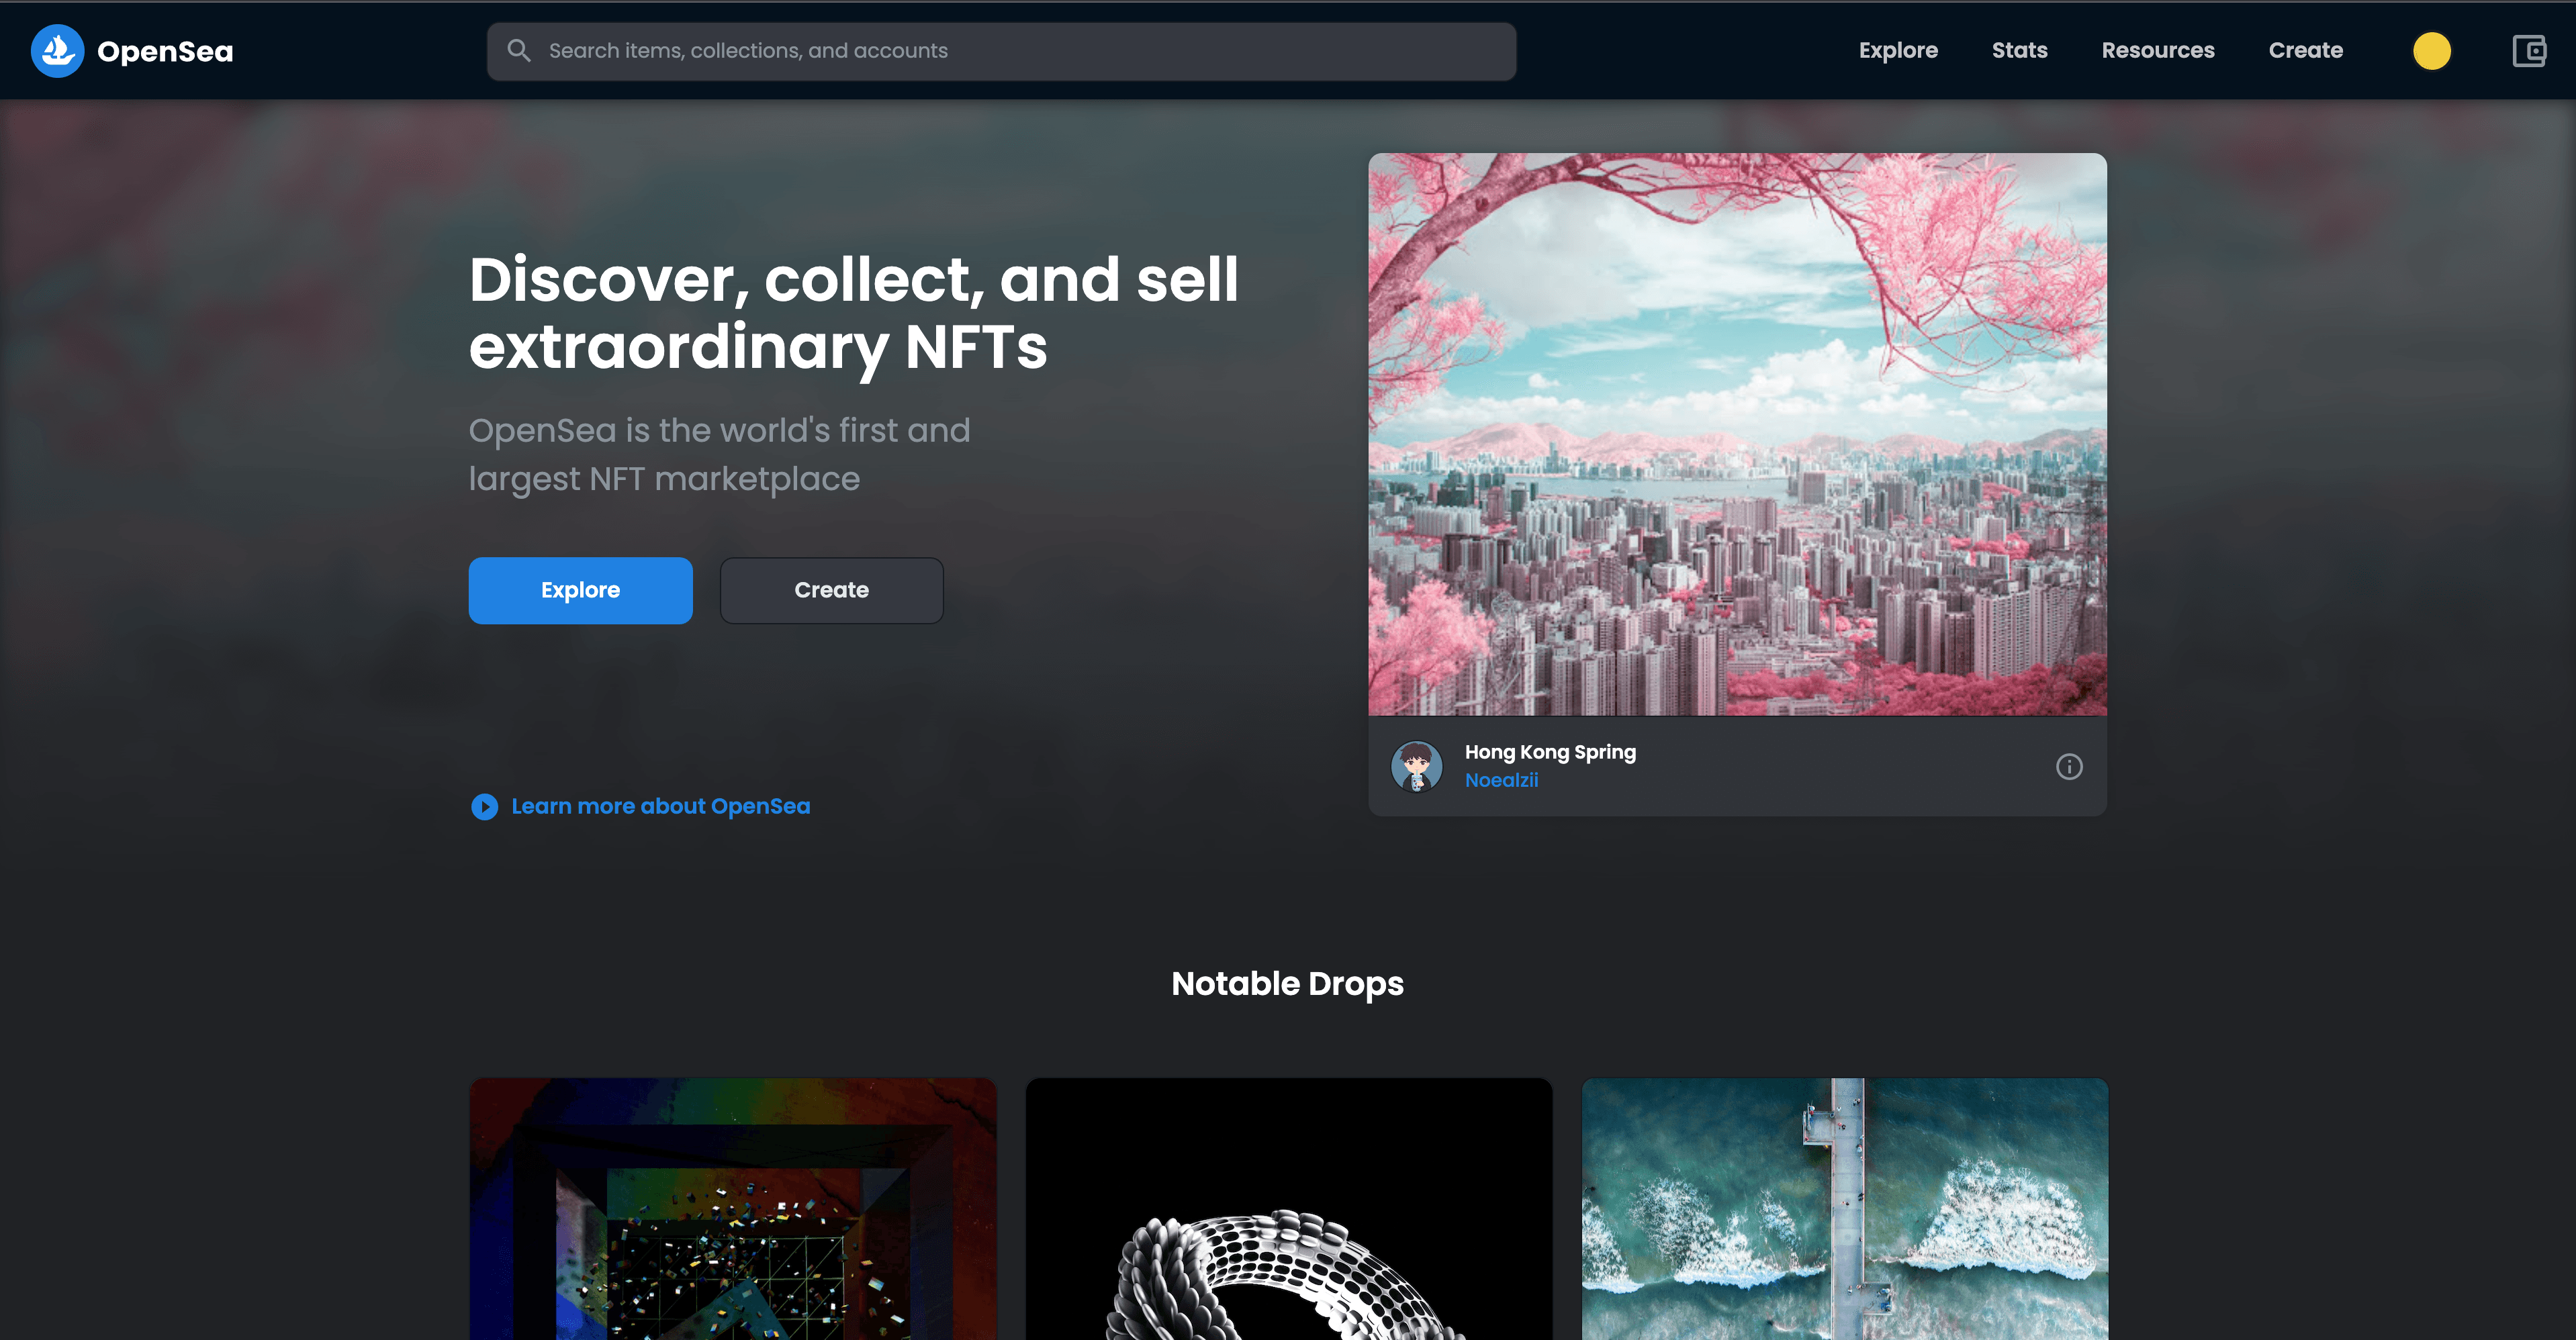 OpenSea
Search items, collections, and accounts
Explore
Stats
Resources
Create
Discover, collect, and sell
extraordinary NFTs
OpenSea is the world's first and
largest NFT marketplace
Explore
Create
Learn more about OpenSea
Hong Kong Spring
Noealzii
Notable Drops